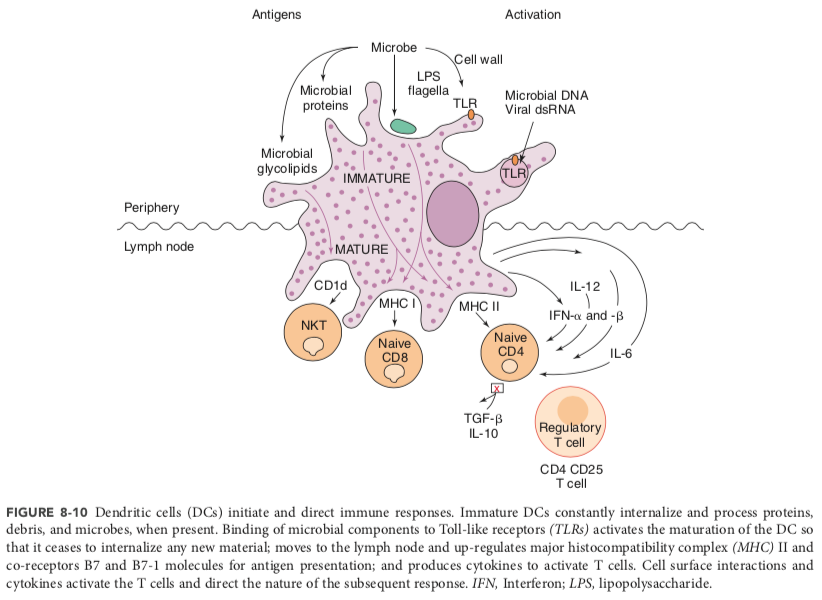 Antigens
Activation
Microbe
Cell wall
LPS
flagella
Microbial
proteins
TLR
Microbial DNA
Viral dsRNA
Microbial
glycolipids
IMMATURE
TLR
Periphery
Lymph node
MATURE
CD1d
IL-12
MHC I
MHC II
IFN-α and -β
NKT
Naive
CD8
Naive
CD4
IL-6
x
TGF-β
IL-10
Regulatory
T cell
CD4 CD25
T cell
FIGURE 8-10 Dendritic cells (DCs) initiate and direct immune responses. Immature DCs constantly internalize and process proteins,
debris, and microbes, when present. Binding of microbial components to Toll-like receptors (TLRs) activates the maturation of the DC so
that it ceases to internalize any new material; moves to the lymph node and up-regulates major histocompatibility complex (MHC) II and
co-receptors B7 and B7-1 molecules for antigen presentation; and produces cytokines to activate T cells. Cell surface interactions and
cytokines activate the T cells and direct the nature of the subsequent response. IFN, Interferon; LPS, lipopolysaccharide.